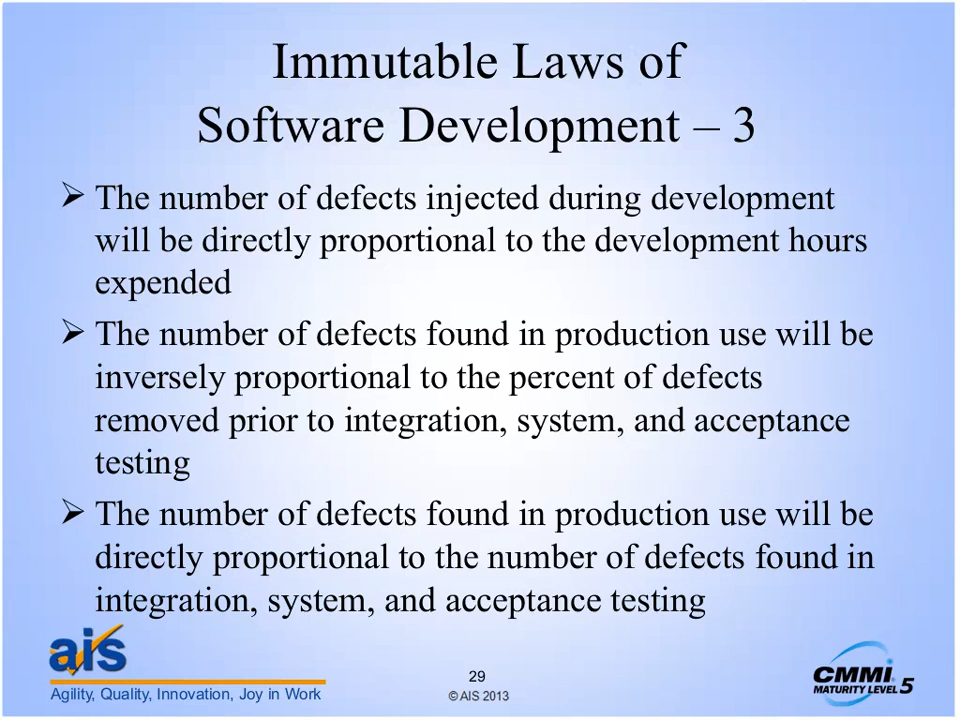 Immutable Laws of
Software Development – 3
➢ The number of defects injected during development
will be directly proportional to the development hours
expended
➢ The number of defects found in production use will be
inversely proportional to the percent of defects
removed prior to integration, system, and acceptance
testing
➢ The number of defects found in production use will be
directly proportional to the number of defects found in
integration, system, and acceptance testing
ais
Agility, Quality, Innovation, Joy in Work
29
© AIS 2013
CMMI
MATURITY LEVEL 5